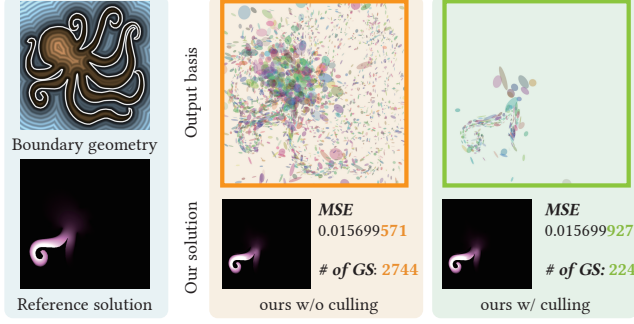 Boundary geometry
Reference solution
Output basis
Our solution
MSE
0.015699571
# of GS: 2744
ours w/o culling
MSE
0.015699927
# of GS: 224
ours w/ culling